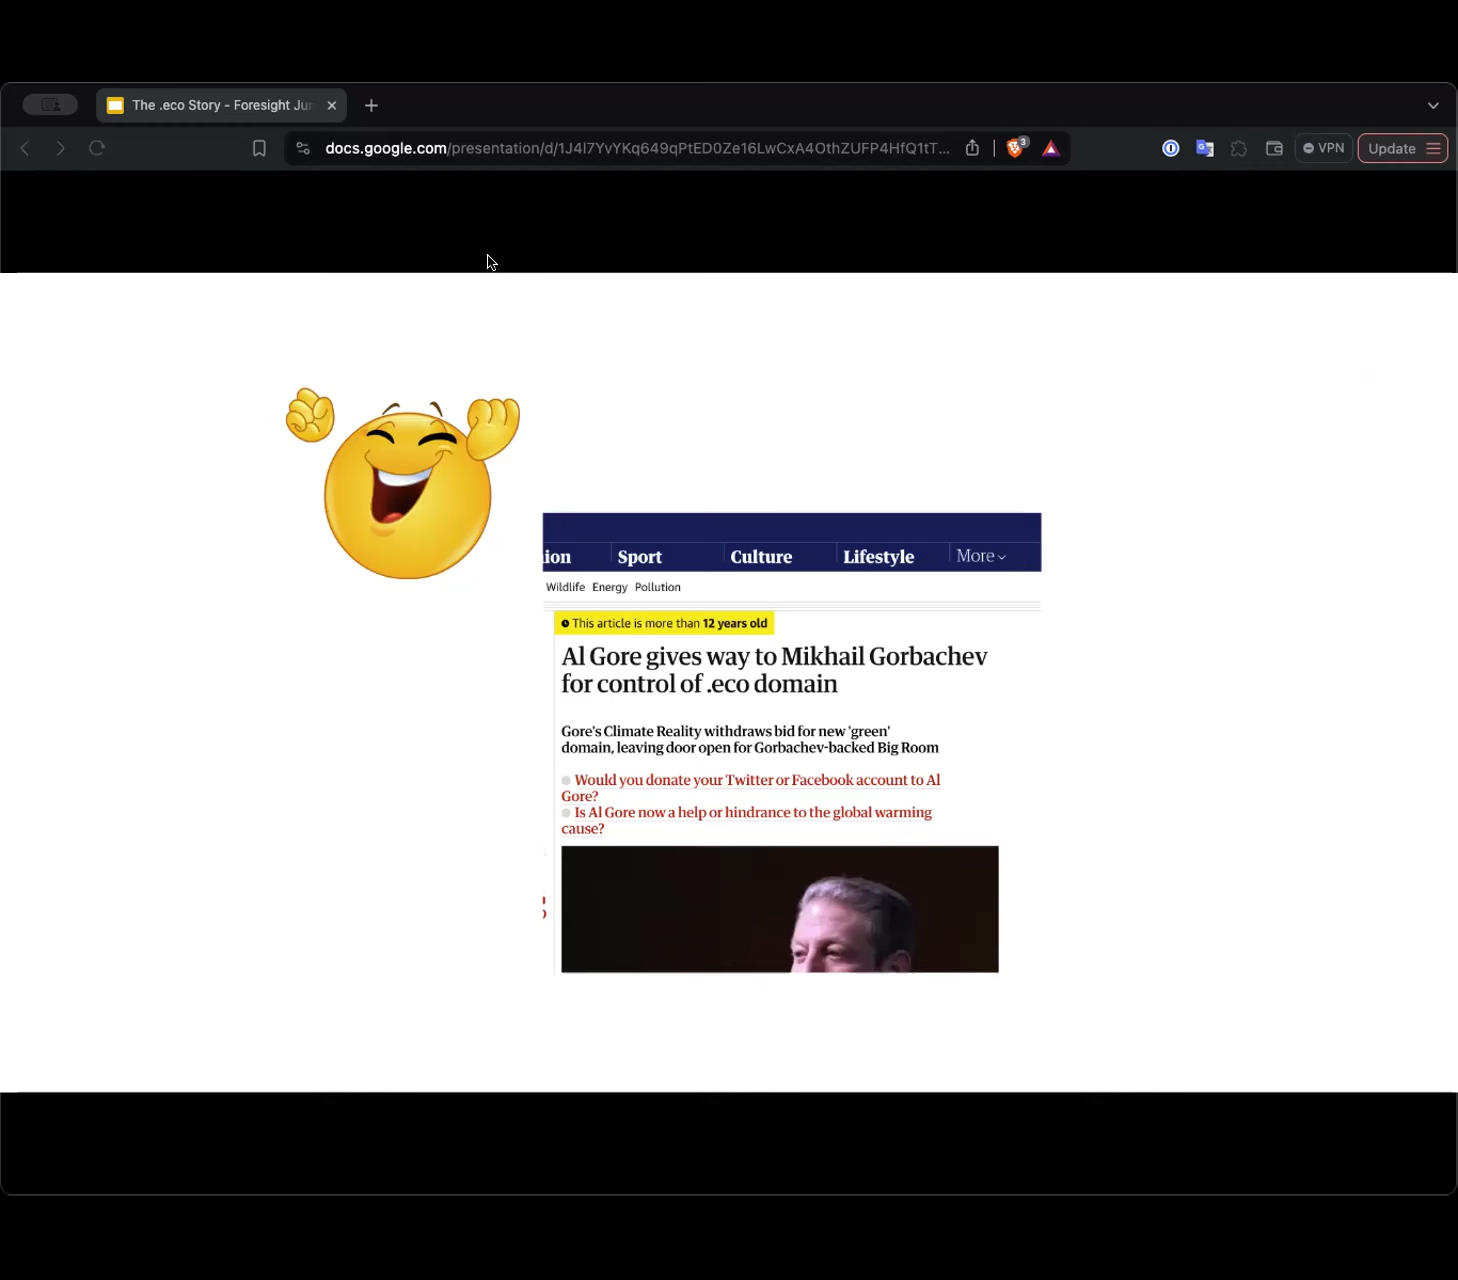 The .eco Story - Foresight Ju
docs.google.com/presentation/d/1J4l7YvYKq649qPtED0Ze16LwCxA4OthZUFP4HfQ1tT...
3
VPN
Update
ion Sport Culture Lifestyle More
Wildlife Energy Pollution
This article is more than 12 years old
Al Gore gives way to Mikhail Gorbachev
for control of .eco domain
Gore's Climate Reality withdraws bid for new 'green'
domain, leaving door open for Gorbachev-backed Big Room
Would you donate your Twitter or Facebook account to Al
Gore?
Is Al Gore now a help or hindrance to the global warming
cause?